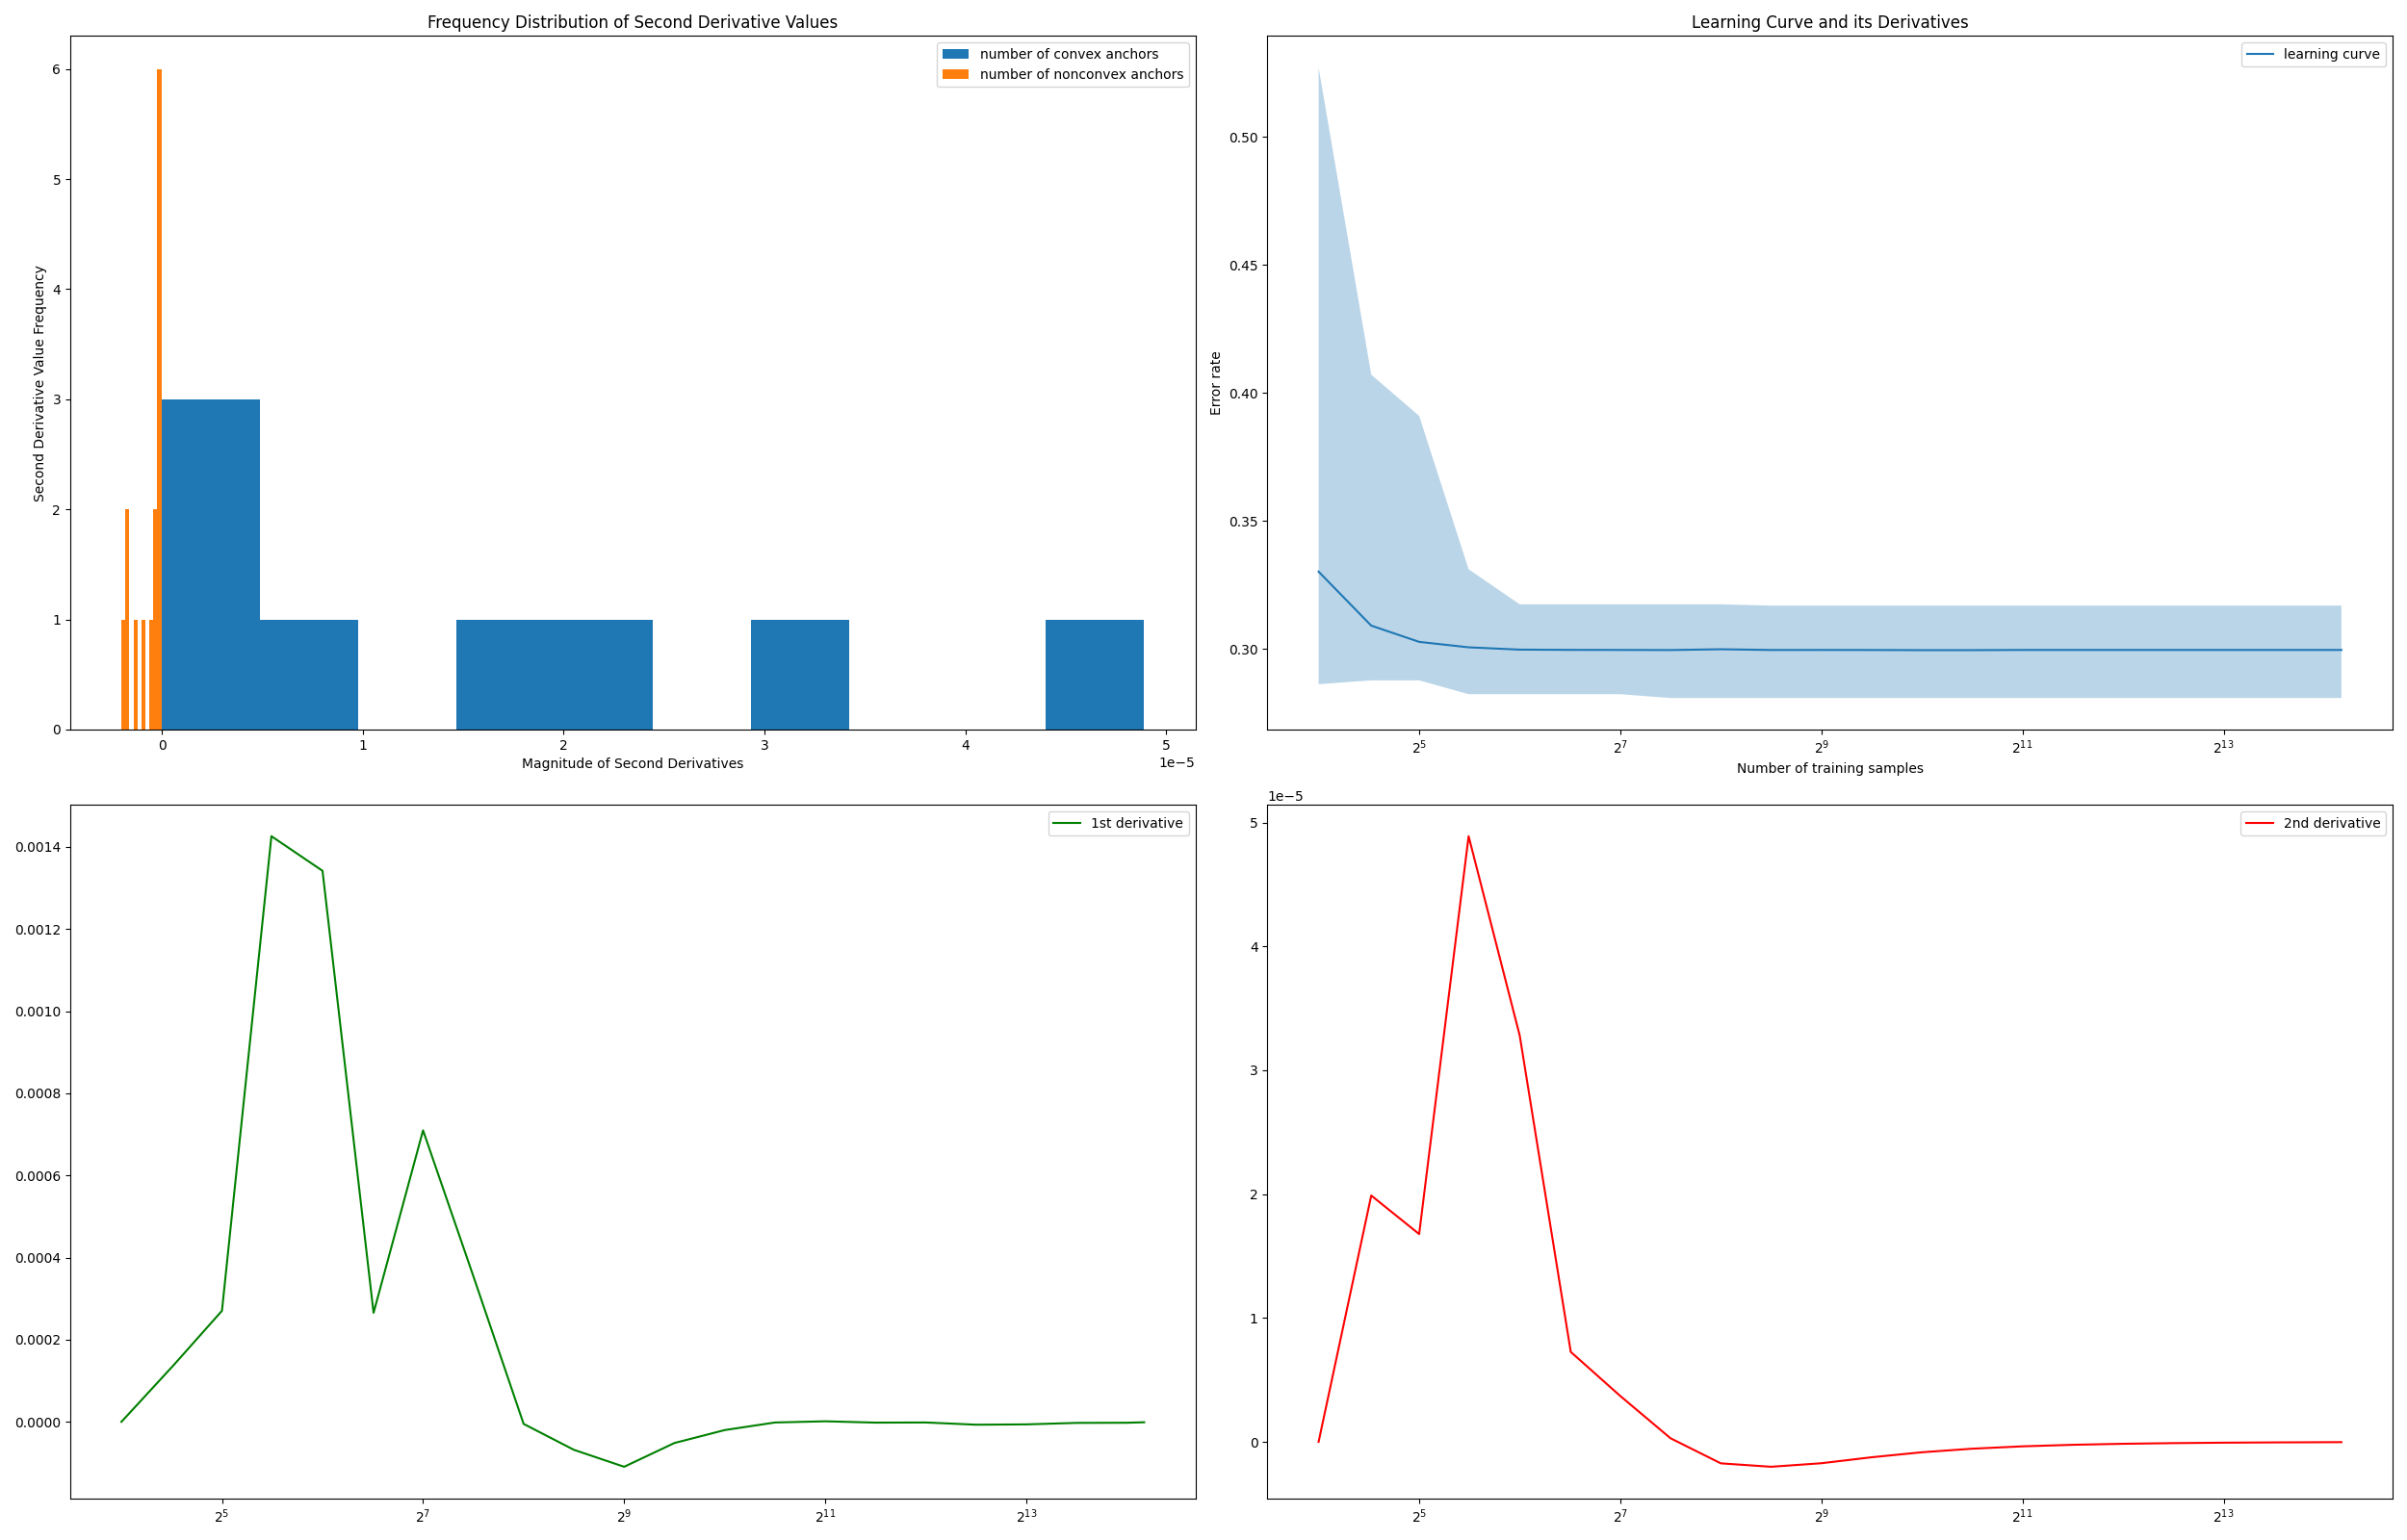 Frequency Distribution of Second Derivative Values
number of convex anchors
number of nonconvex anchors
Second Derivative Value Frequency
6
5
4
3
2
1
0
0 1 2 3 4 5
1e−5
Magnitude of Second Derivatives
Learning Curve and its Derivatives
learning curve
Error rate
0.50
0.45
0.40
0.35
0.30
2^5 2^7 2^9 2^11 2^13
Number of training samples
1st derivative
0.0014
0.0012
0.0010
0.0008
0.0006
0.0004
0.0002
0.0000
2^5 2^7 2^9 2^11 2^13
1e−5
2nd derivative
5
4
3
2
1
0
2^5 2^7 2^9 2^11 2^13